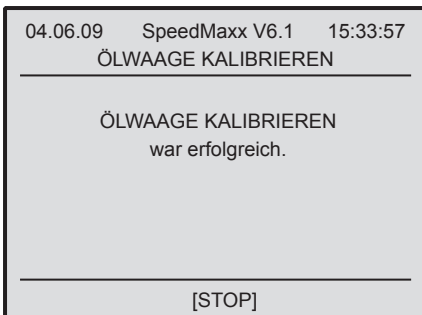 04.06.09 SpeedMaxx V6.1 15:33:57
ÖLWAAGE KALIBRIEREN
ÖLWAAGE KALIBRIEREN
war erfolgreich.
[STOP]